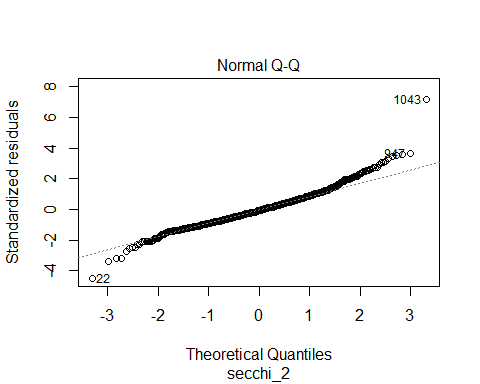 Normal Q-Q
Standardized residuals
8
6
4
2
0
-2
-4
1043
947
22
-3 -2 -1 0 1 2 3
Theoretical Quantiles
secchi_2